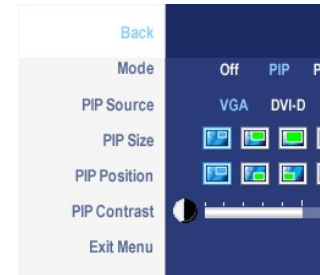 Back
Mode Off PIP
PIP Source VGA DVI-D
PIP Size
PIP Position
PIP Contrast
Exit Menu